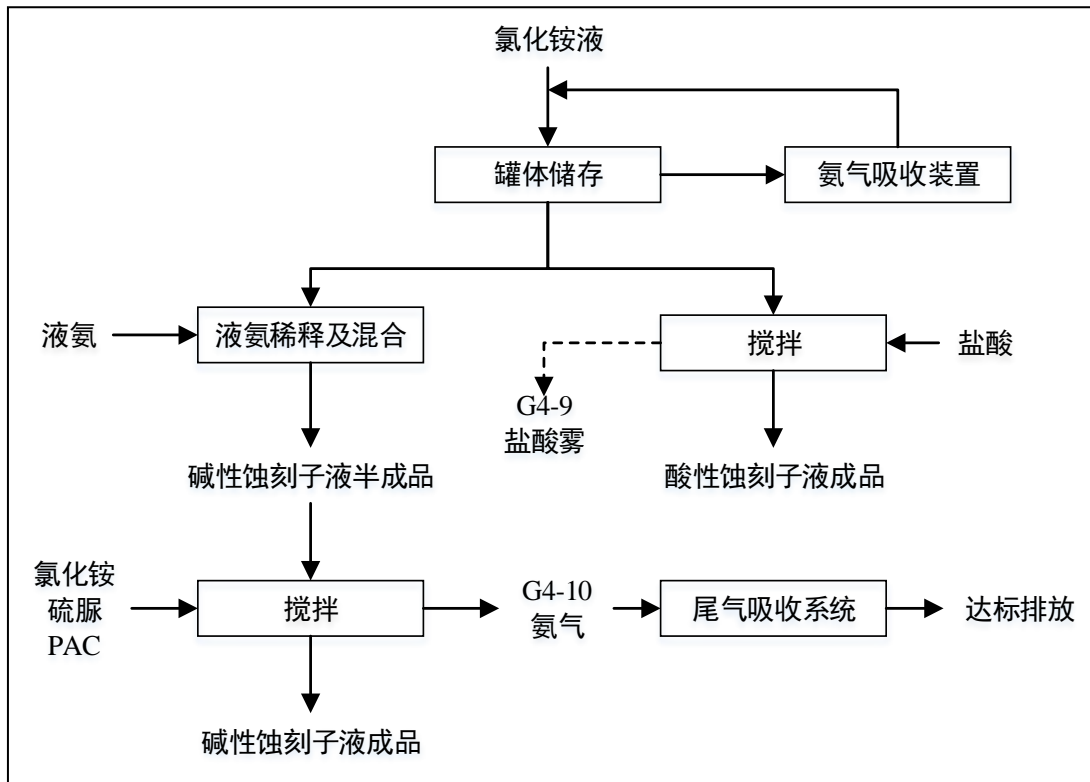 氯化铵液
罐体储存
氨气吸收装置
液氨
液氨稀释及混合
搅拌
盐酸
G4-9
盐酸雾
碱性蚀刻子液半成品
酸性蚀刻子液成品
氯化铵
硫脲
PAC
搅拌
G4-10
氨气
尾气吸收系统
达标排放
碱性蚀刻子液成品